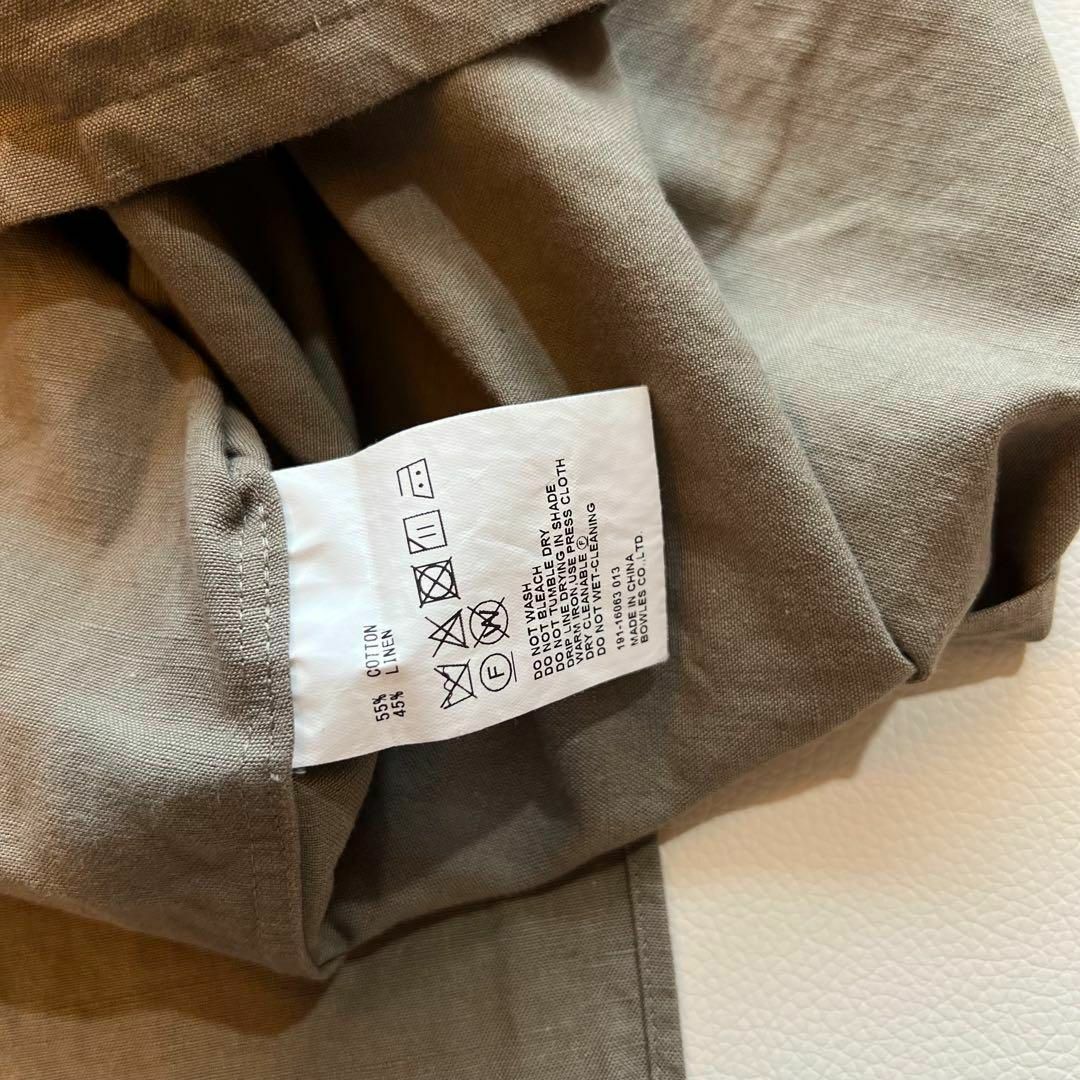 55% COTTON
45% LINEN
F W
DO NOT WASH
DO NOT BLEACH
DO NOT TUMBLE DRY
DRIP LINE DRYING IN SHADE
WARM IRON,USE PRESS CLOTH
DRY CLEANABLE Ⓕ
DO NOT WET-CLEANING
191-16063 013
MADE IN CHINA
BOWLES CO.,LTD.